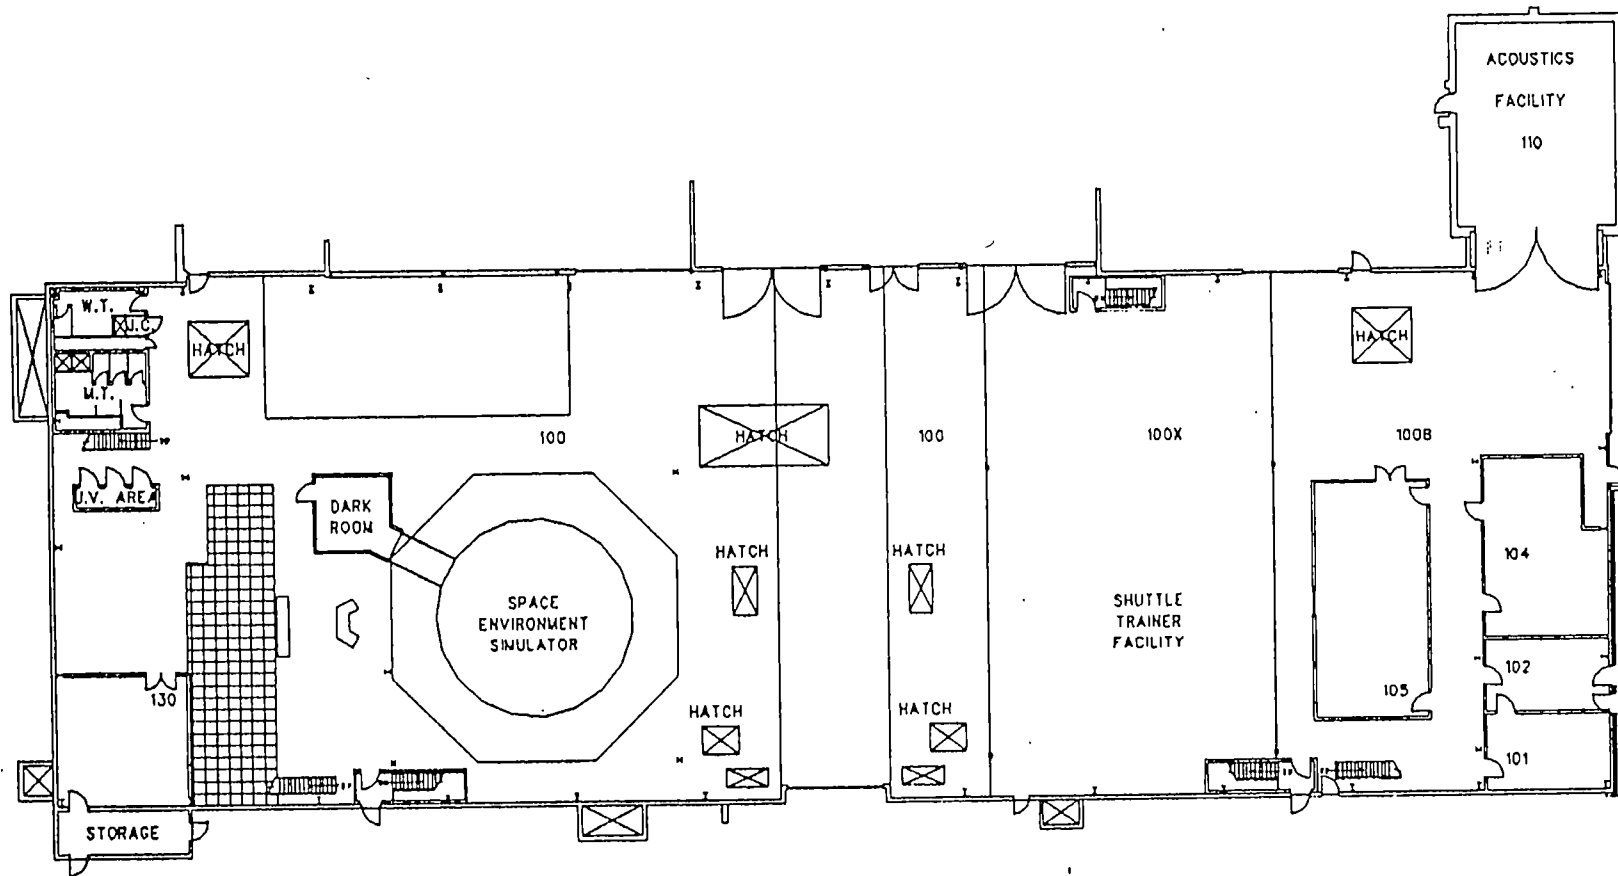 ACOUSTICS
FACILITY
110
W.T.
J.C.
HATCH
HATCH
M.T.
100
HATCH
100
100X
100B
U.V. AREA
DARK
ROOM
HATCH
HATCH
104
SPACE
ENVIRONMENT
SIMULATOR
SHUTTLE
TRAINER
FACILITY
102
130
105
HATCH
HATCH
101
STORAGE